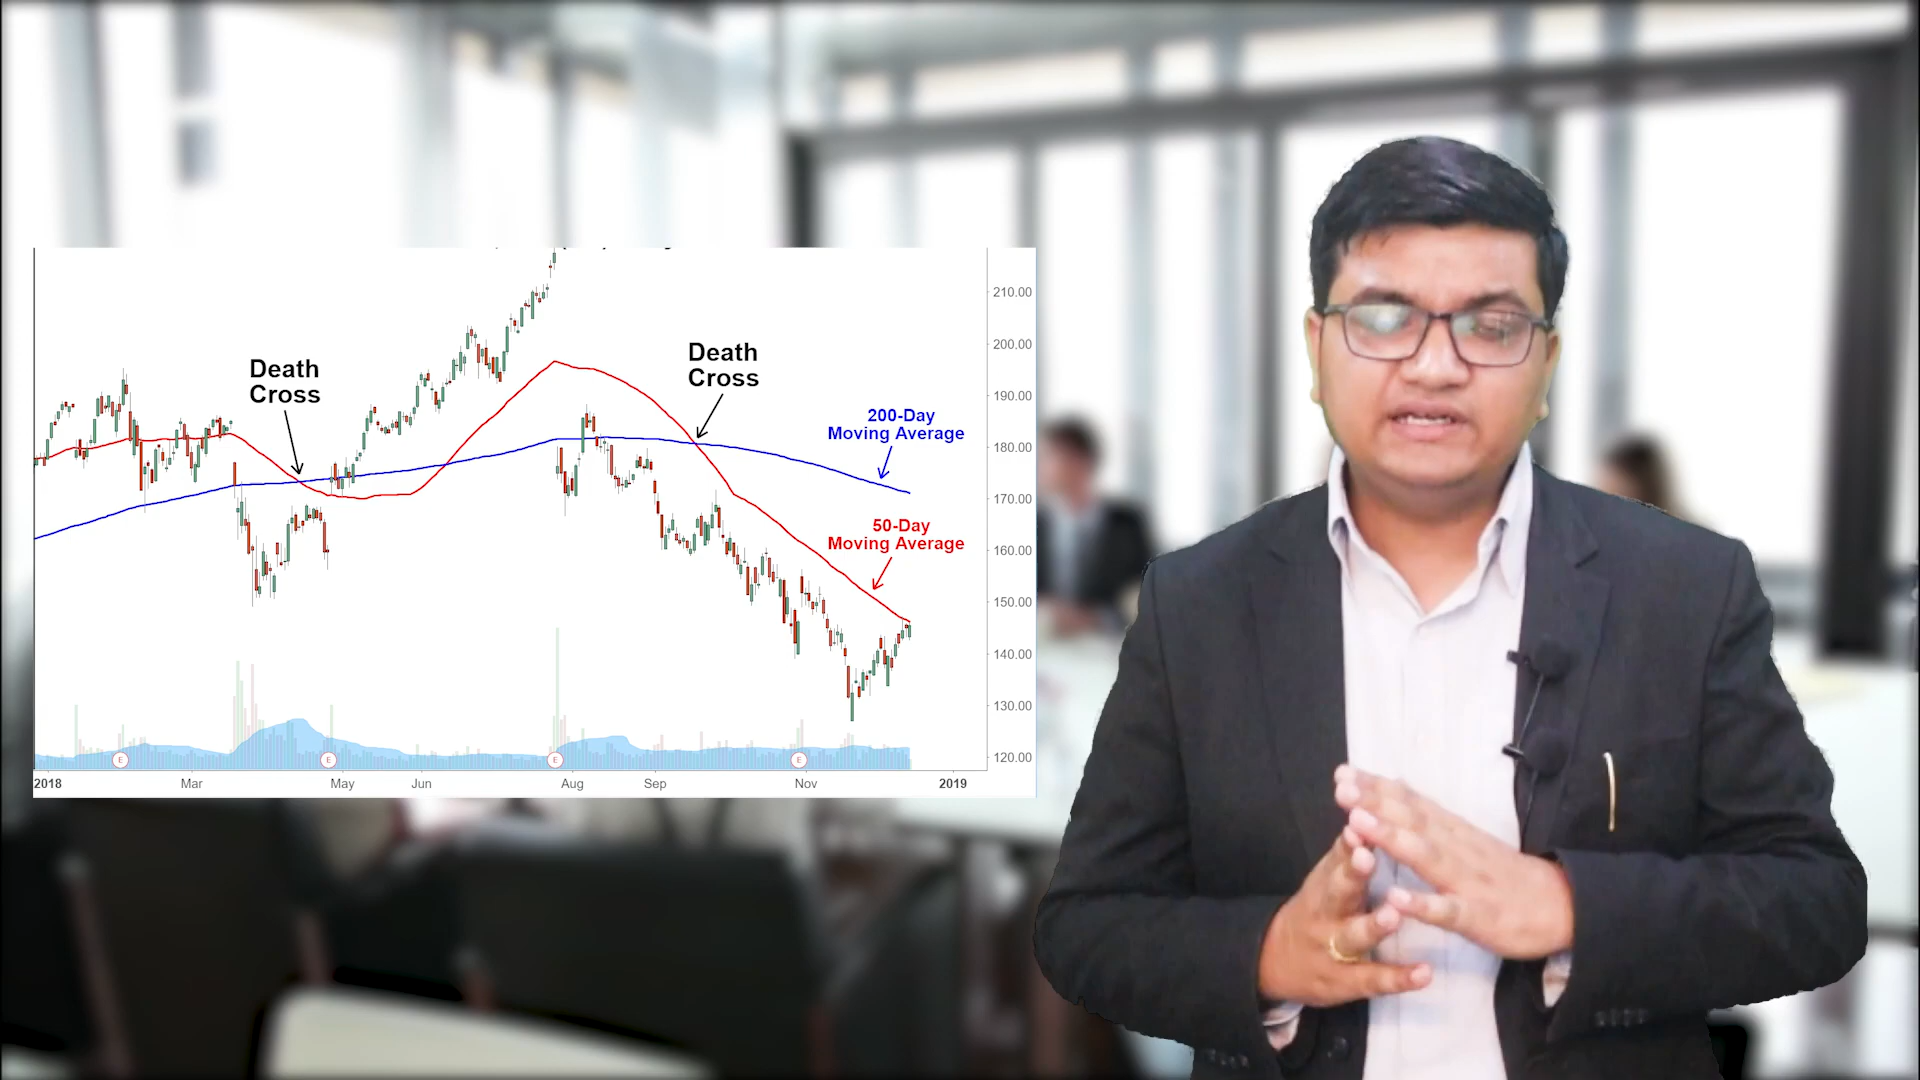 Death
Cross
Death
Cross
200-Day
Moving Average
50-Day
Moving Average
210.00
200.00
190.00
180.00
170.00
160.00
150.00
140.00
130.00
120.00
E
E
E
E
2018
Mar
May
Jun
Aug
Sep
Nov
2019